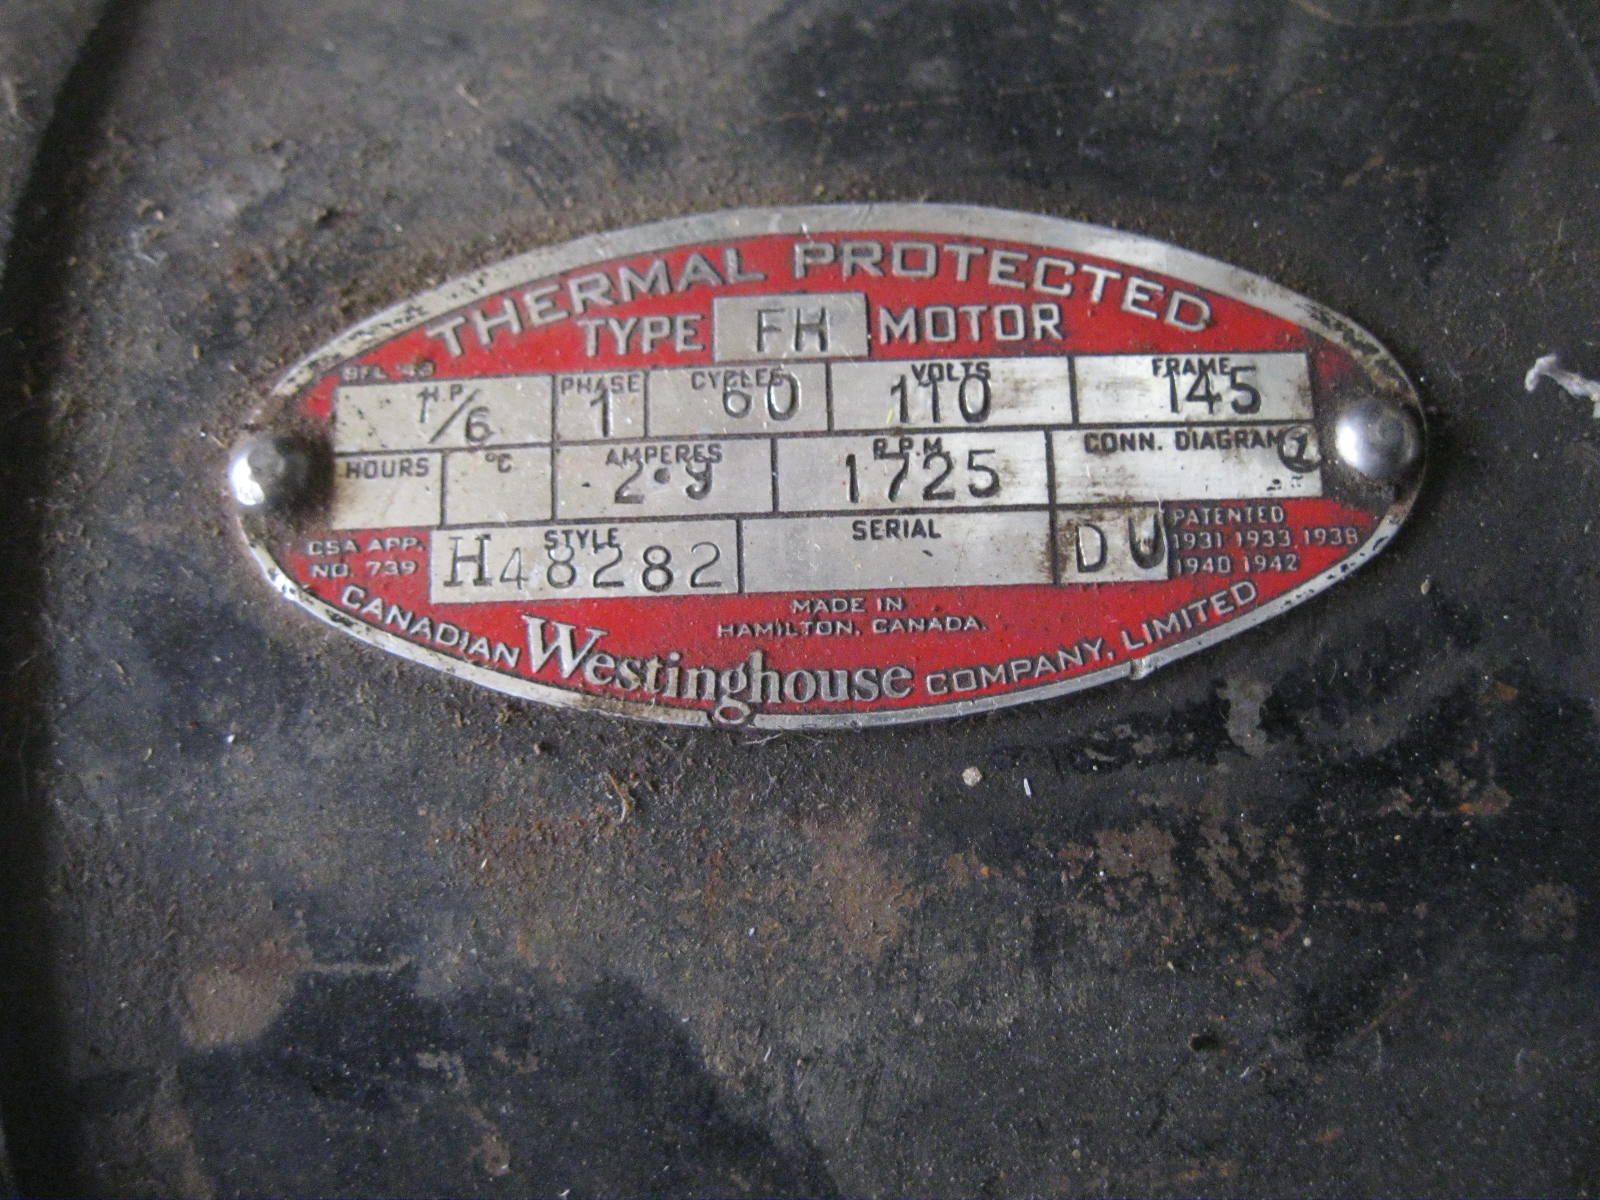 THERMAL PROTECTED
TYPE FH MOTOR
H.P. PHASE CYCLES VOLTS FRAME
1/6 1 60 110 145
HOURS °C AMPERES R.P.M. CONN. DIAGRAM
2.9 1725
STYLE SERIAL
H48282 DU
CSA APP.
NO. 739
PATENTED
1931 1933 1938
1940 1942
MADE IN
HAMILTON, CANADA.
CANADIAN Westinghouse COMPANY, LIMITED